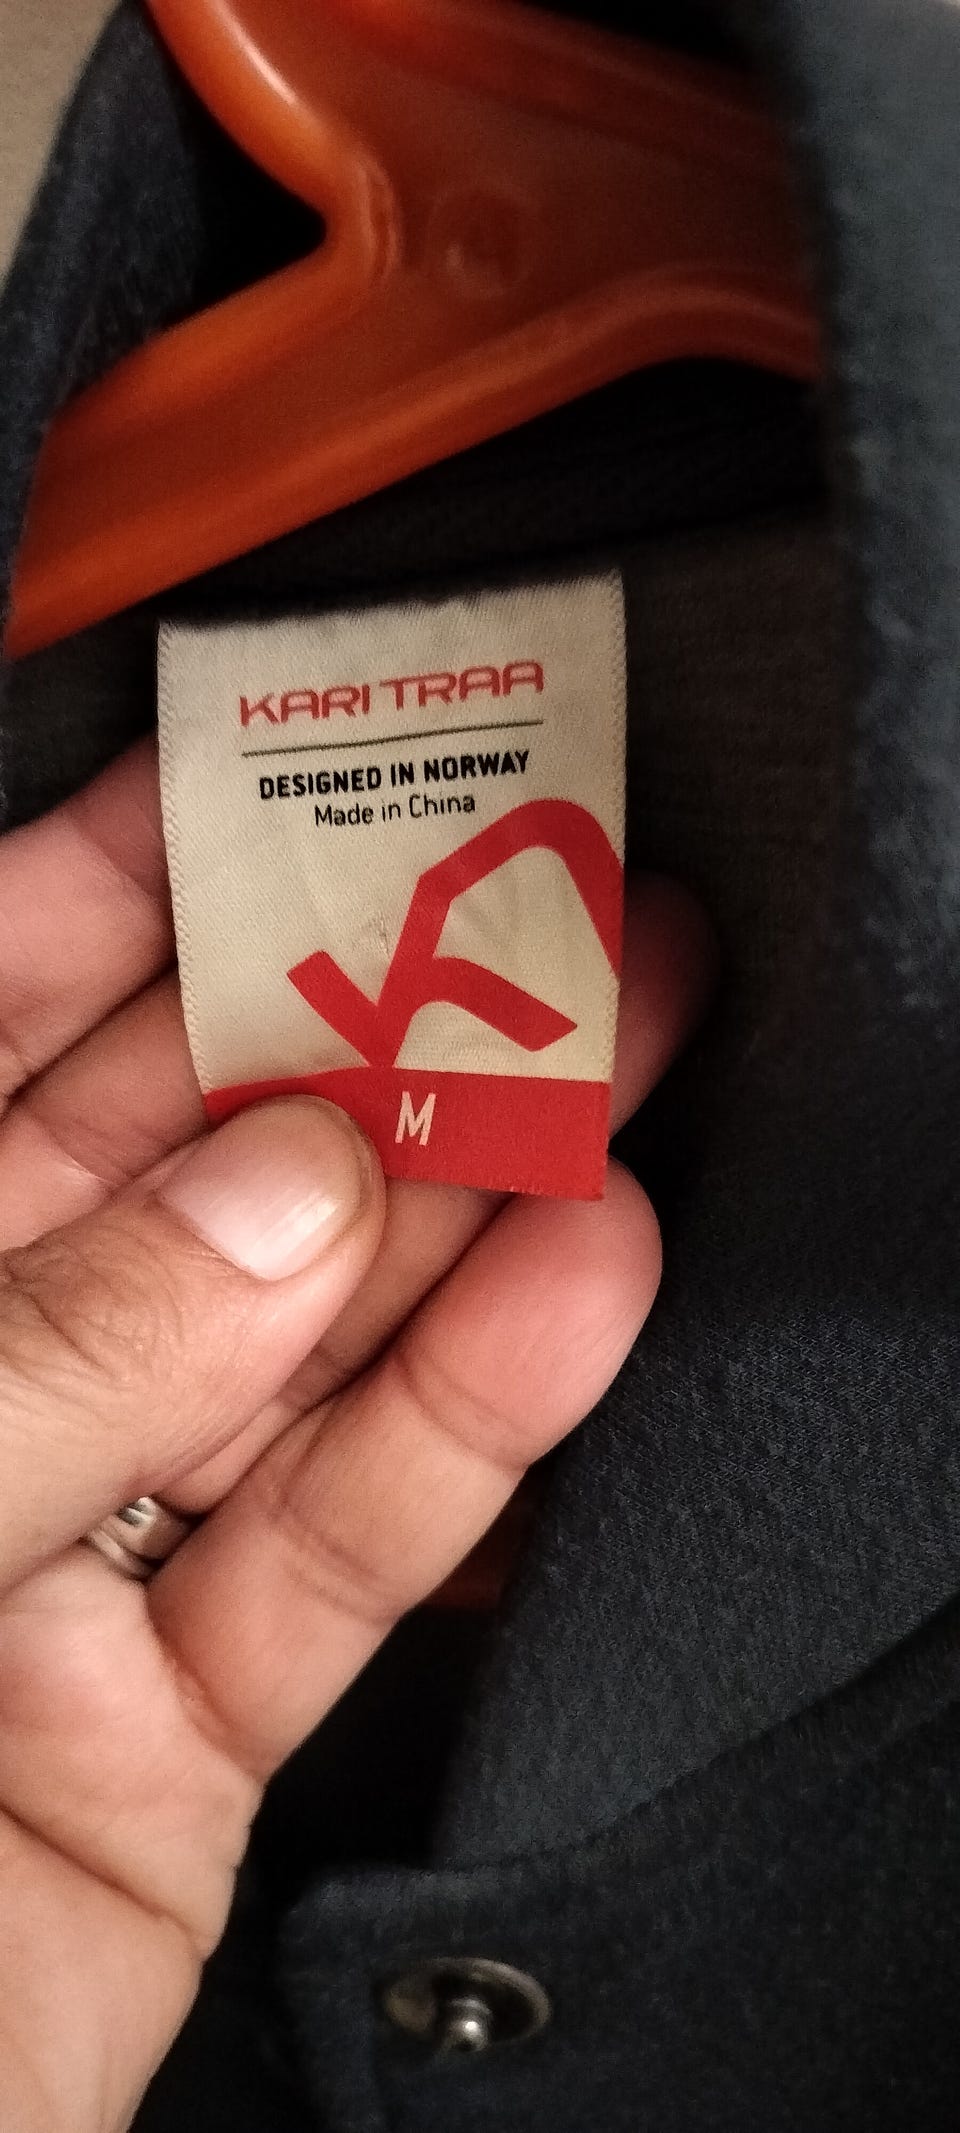 KARI TRAA
DESIGNED IN NORWAY
Made in China
M